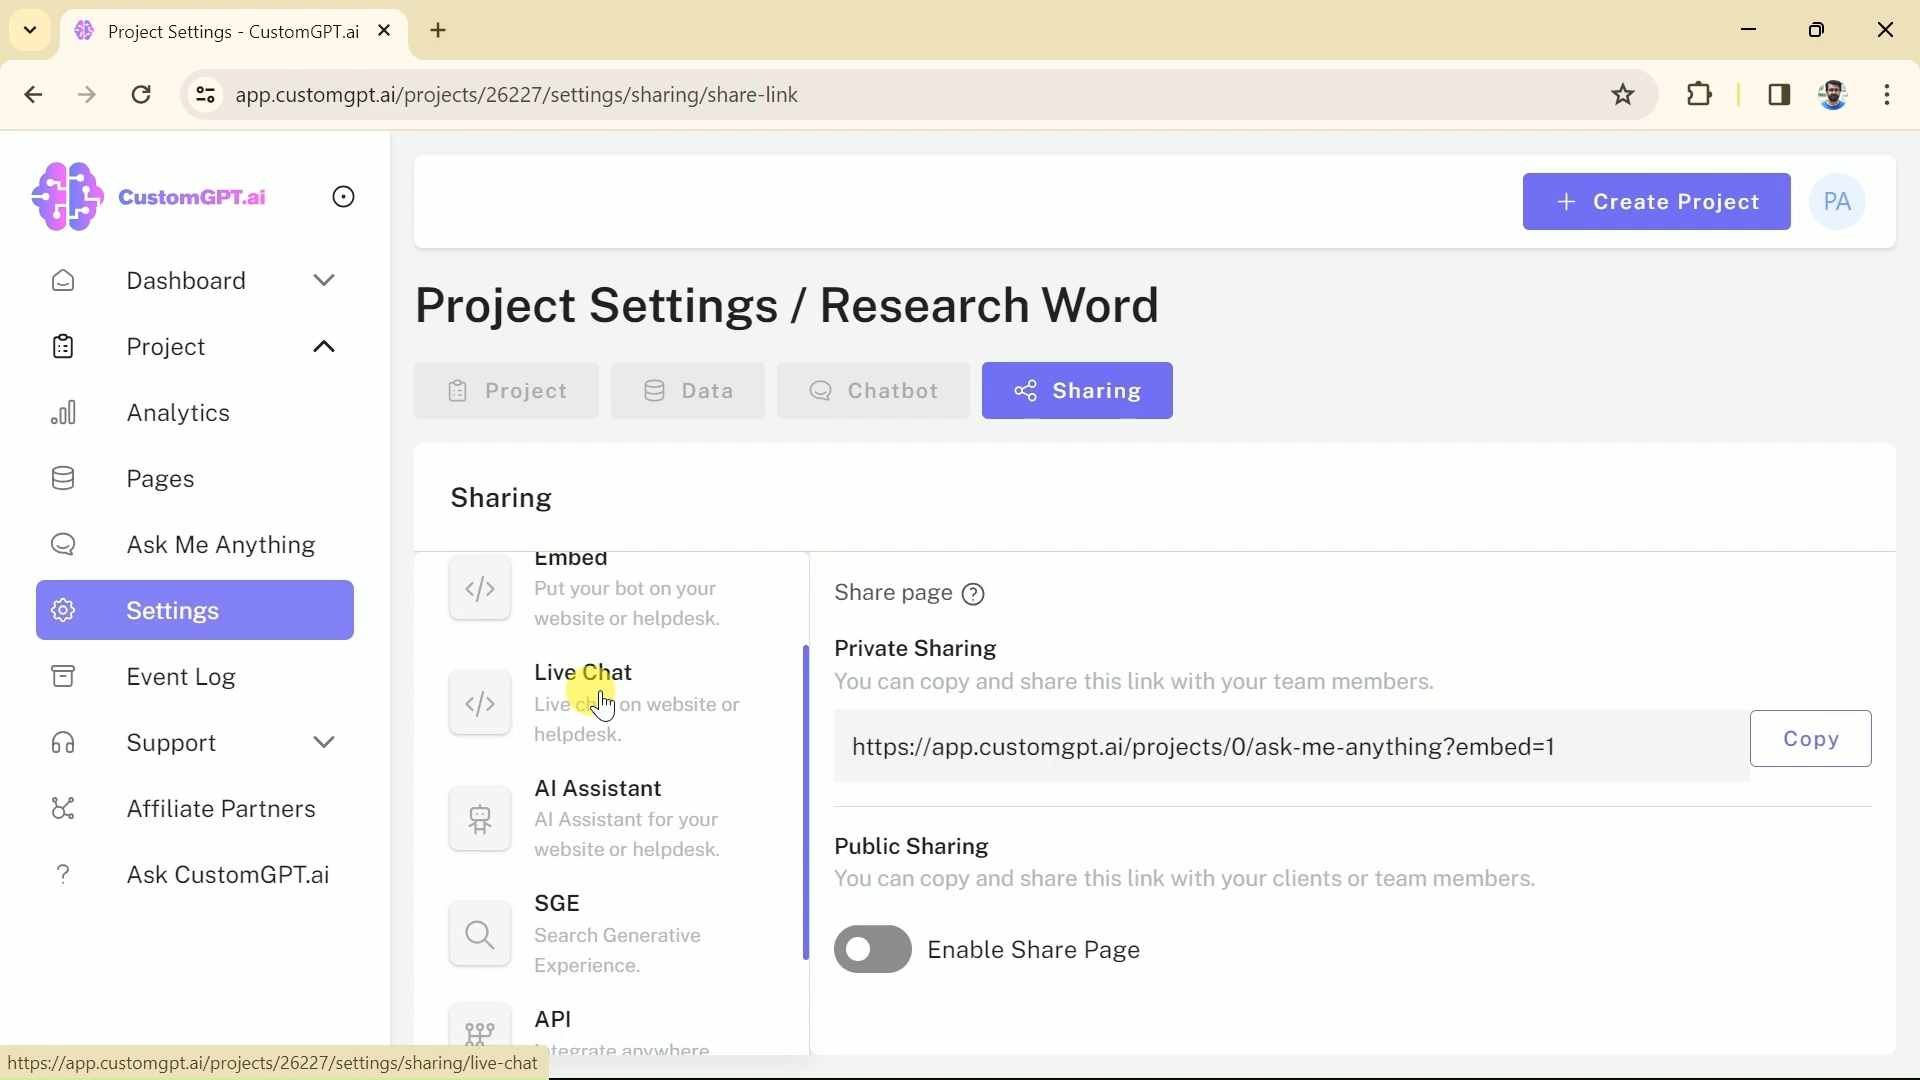 Project Settings - CustomGPT.ai
app.customgpt.ai/projects/26227/settings/sharing/share-link
CustomGPT.ai
Create Project
PA
Dashboard
Project
Analytics
Pages
Ask Me Anything
Settings
Event Log
Support
Affiliate Partners
? Ask CustomGPT.ai
Project Settings / Research Word
Project
Data
Chatbot
Sharing
Sharing
Embed
Put your bot on your
website or helpdesk.
Live Chat
Live chat on website or
helpdesk.
AI Assistant
AI Assistant for your
website or helpdesk.
SGE
Search Generative
Experience.
API
Integrate anywhere
Share page ?
Private Sharing
You can copy and share this link with your team members.
https://app.customgpt.ai/projects/0/ask-me-anything?embed=1
Copy
Public Sharing
You can copy and share this link with your clients or team members.
Enable Share Page
https://app.customgpt.ai/projects/26227/settings/sharing/live-chat